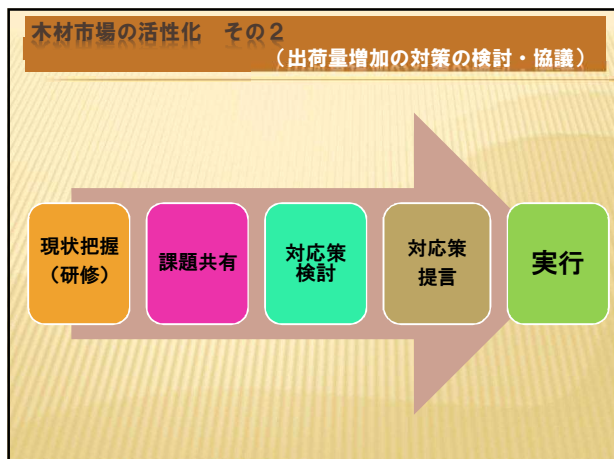 木材市場の活性化　その２
（出荷量増加の対策の検討・協議）
現状把握
（研修）
課題共有
対応策
検討
対応策
提言
実行